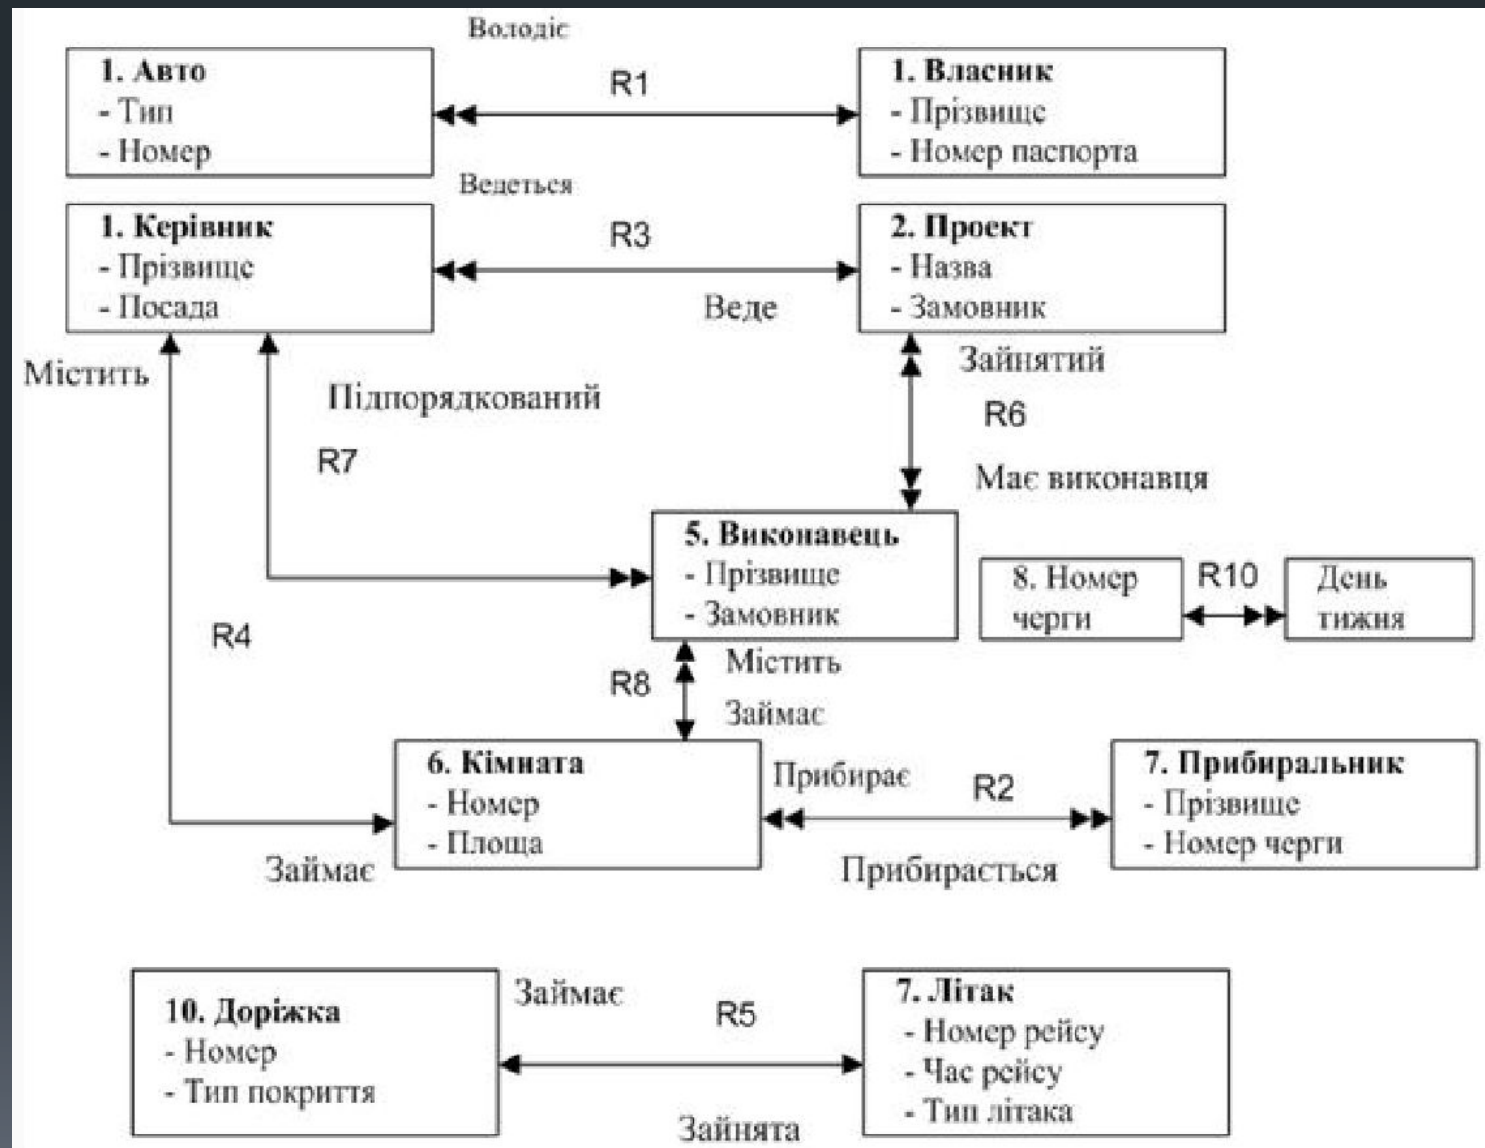 Володіє
1. Авто
- Тип
- Номер
R1
1. Власник
- Прізвище
- Номер паспорта
Ведеться
1. Керівник
- Прізвище
- Посада
R3
Веде
2. Проект
- Назва
- Замовник
Містить
Підпорядкований
R7
Зайнятий
R6
Має виконавця
R4
5. Виконавець
- Прізвище
- Замовник
8. Номер
черги
R10
День
тижня
R8
Містить
Займає
6. Кімната
- Номер
- Площа
Займає
Прибирає
R2
Прибирається
7. Прибиральник
- Прізвище
- Номер черги
10. Доріжка
- Номер
- Тип покриття
Займає
R5
Зайнята
7. Літак
- Номер рейсу
- Час рейсу
- Тип літака